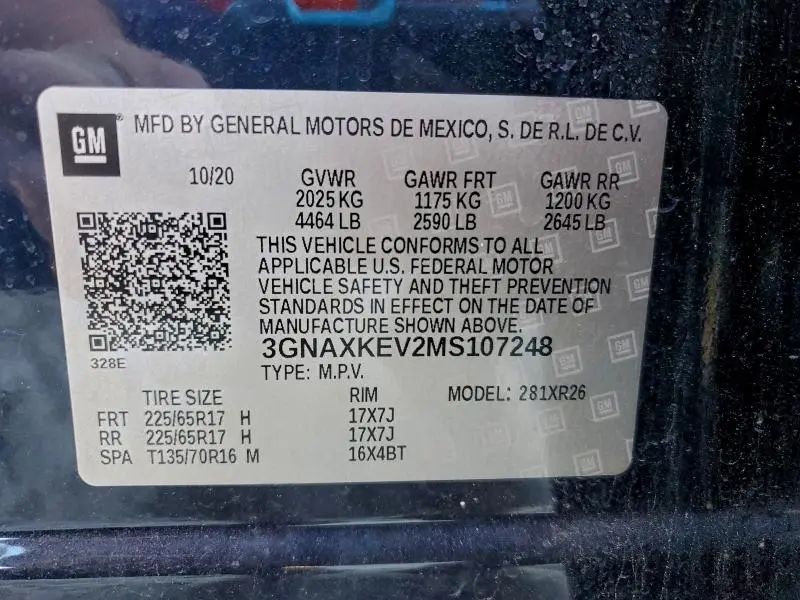 GM® MFD BY GENERAL MOTORS DE MEXICO, S. DE R.L. DE C.V.
10/20 GVWR GAWR FRT GAWR RR
2025 KG 1175 KG 1200 KG
4464 LB 2590 LB 2645 LB
THIS VEHICLE CONFORMS TO ALL
APPLICABLE U.S. FEDERAL MOTOR
VEHICLE SAFETY AND THEFT PREVENTION
STANDARDS IN EFFECT ON THE DATE OF
MANUFACTURE SHOWN ABOVE.
328E 3GNAXKEV2MS107248
TYPE: M.P.V. MODEL: 281XR26
TIRE SIZE RIM
FRT 225/65R17 H 17X7J
RR 225/65R17 H 17X7J
SPA T135/70R16 M 16X4BT